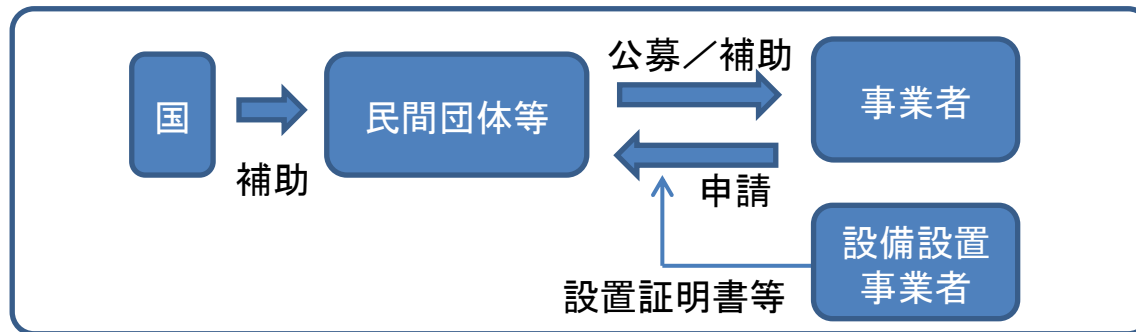 国
補助
民間団体等
公募／補助
申請
事業者
設備設置
事業者
設置証明書等